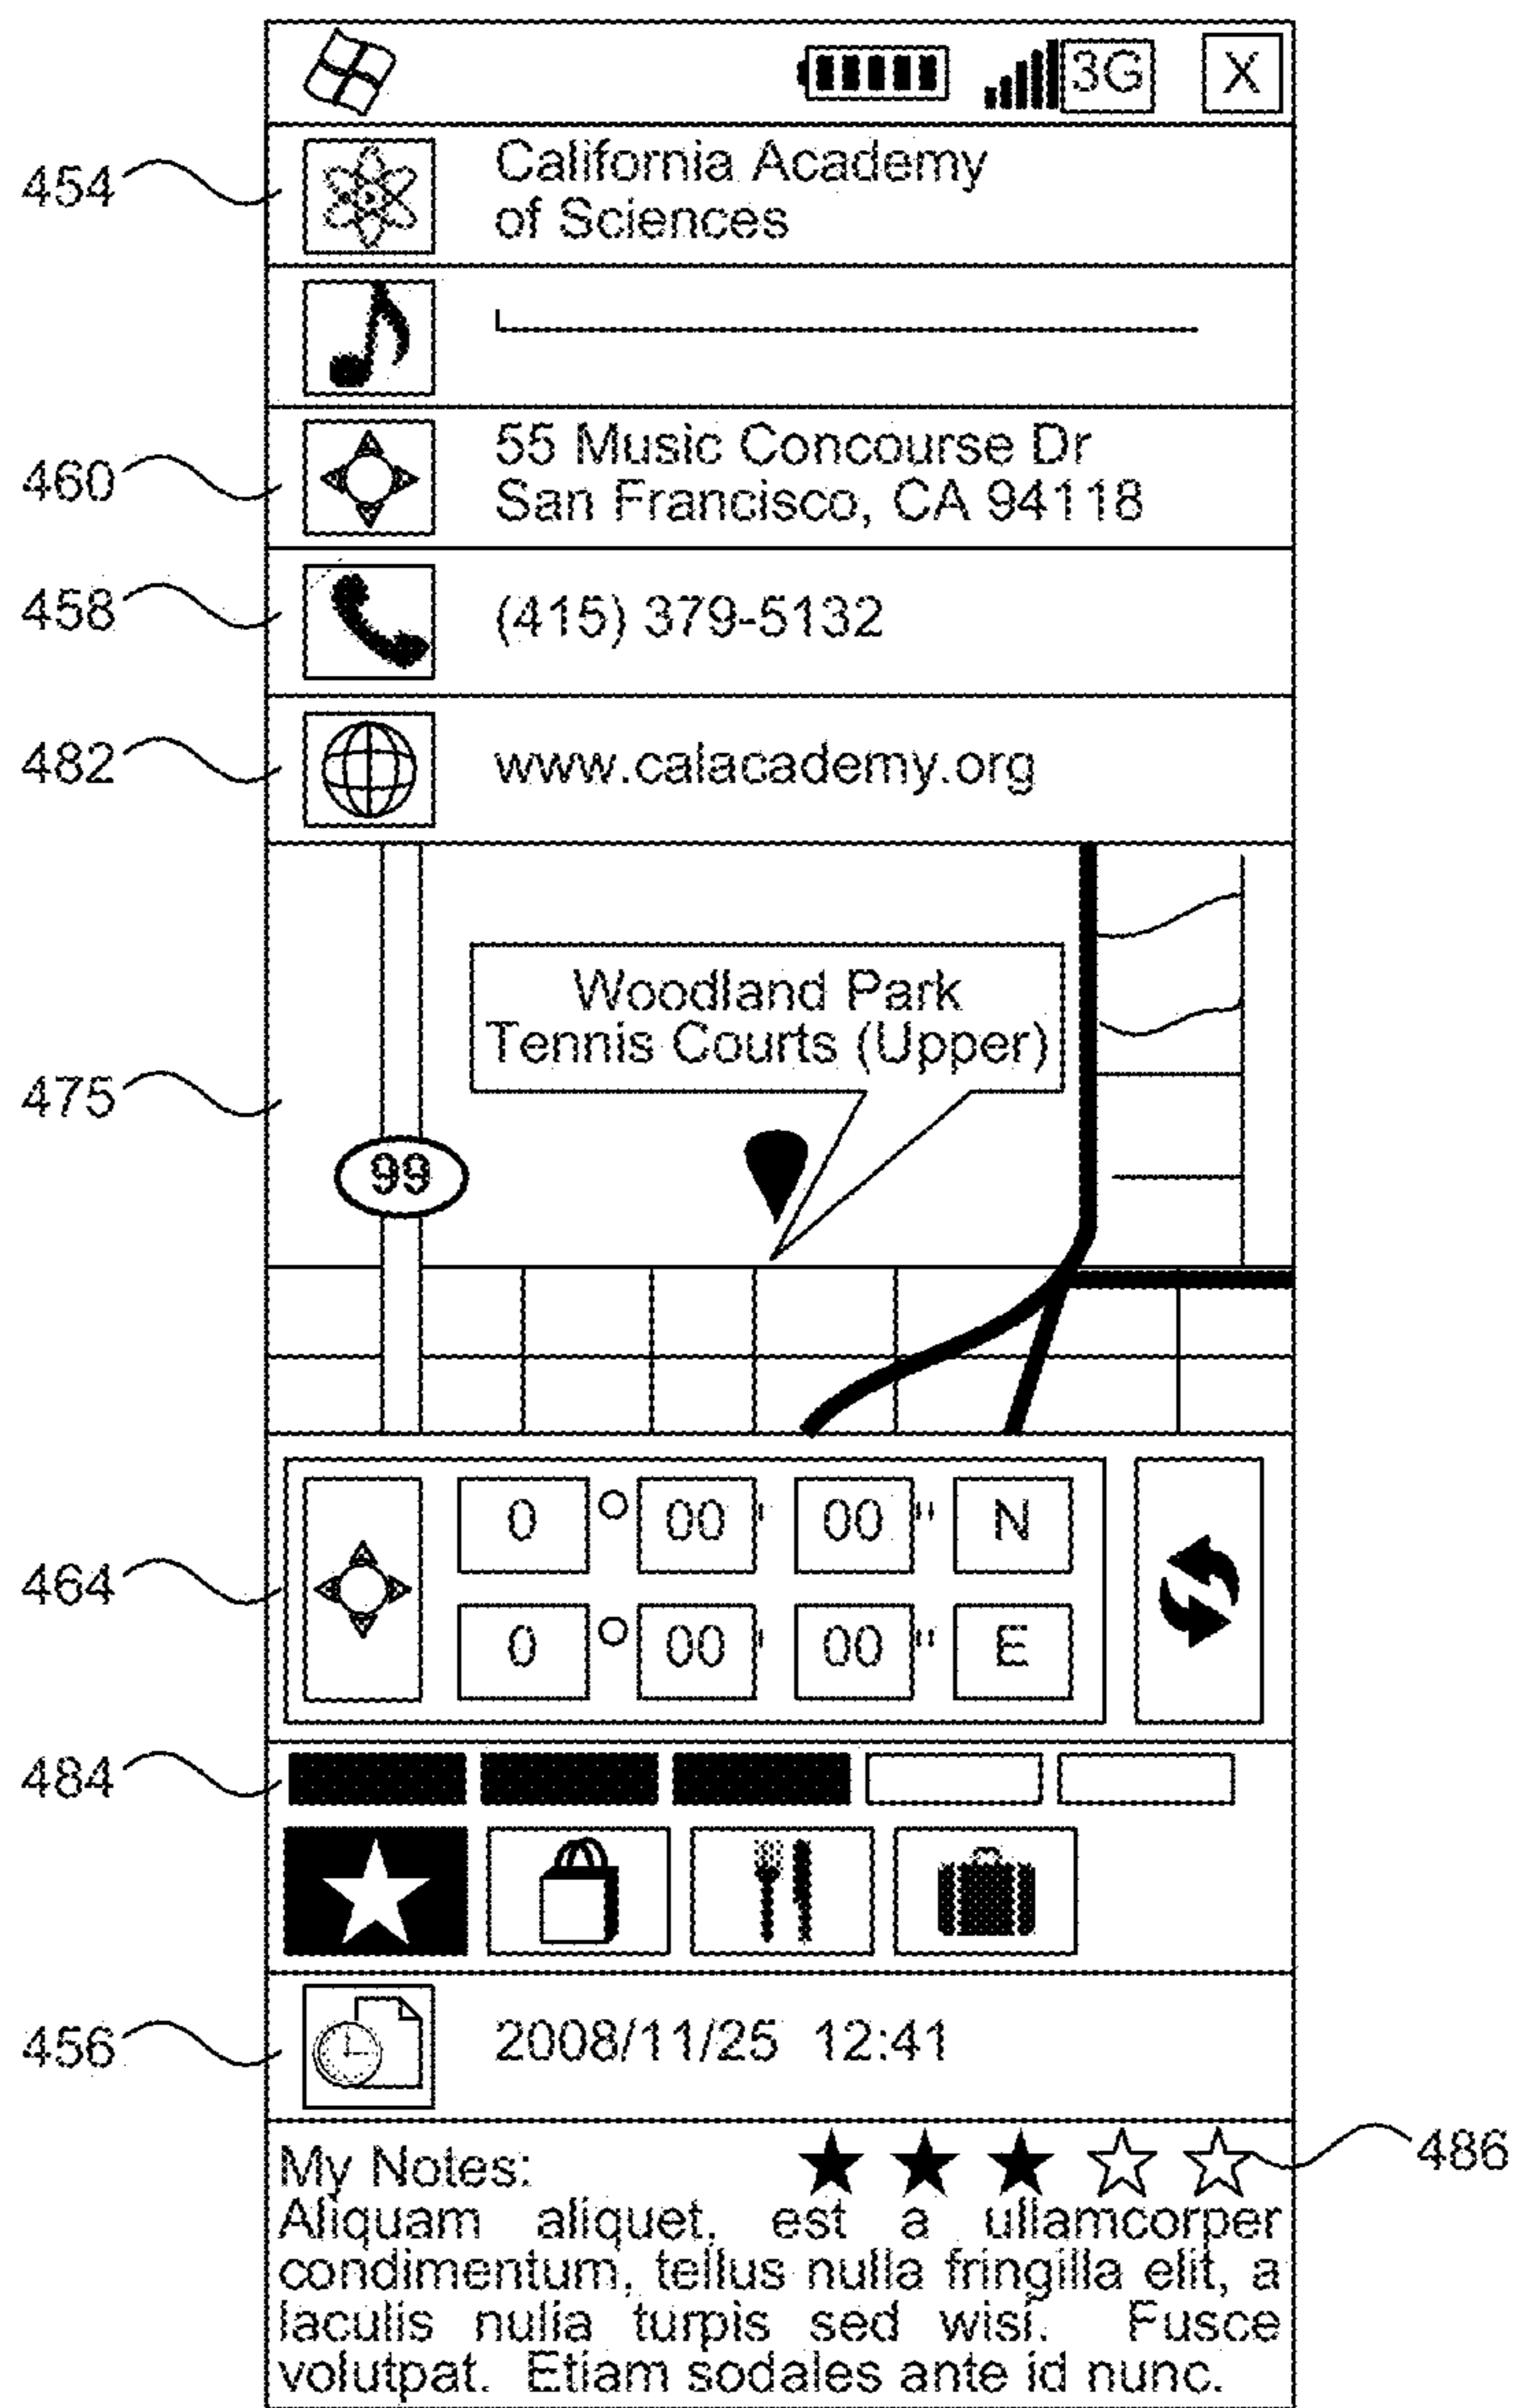 3G X
454
California Academy
of Sciences
460
55 Music Concourse Dr
San Francisco, CA 94118
458
(415) 379-5132
482
www.calacademy.org
475
Woodland Park
Tennis Courts (Upper)
99
464
0 ° 00 ' 00 " N
0 ° 00 ' 00 " E
484
456
2008/11/25 12:41
My Notes:
486
Aliquam aliquet, est a ullamcorper
condimentum, tellus nulla fringilla elit, a
iaculis nulla turpis sed wisi. Fusce
volutpat. Etiam sodales ante id nunc.